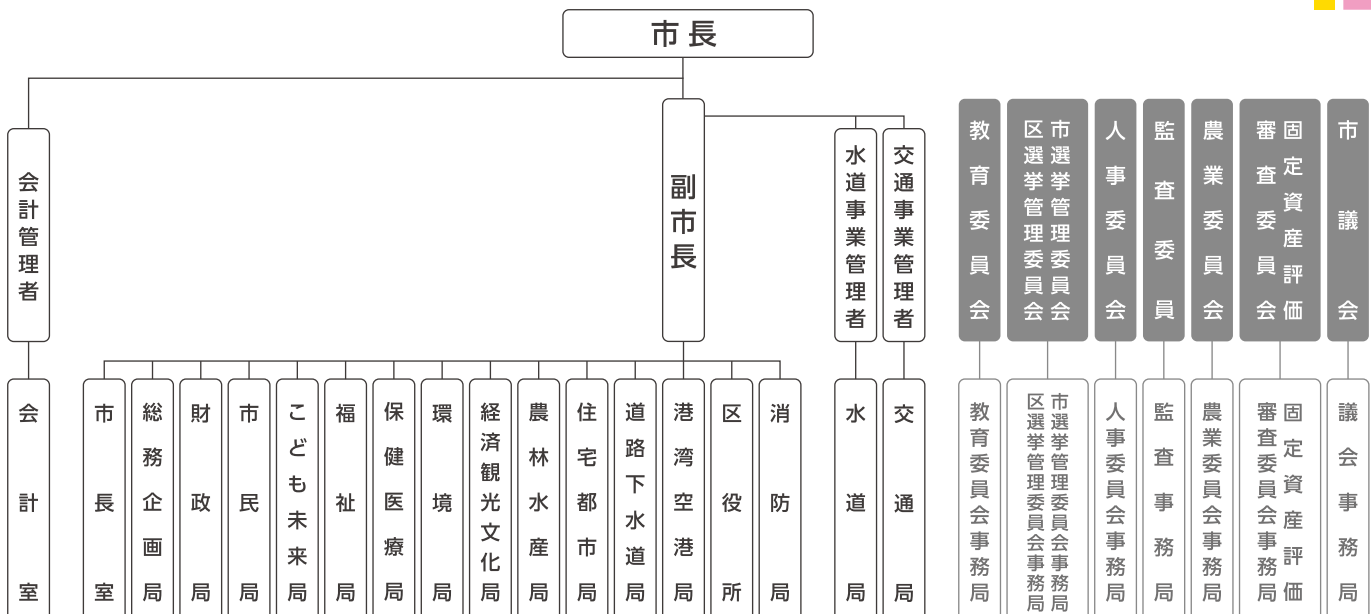 市長
会計管理者
副市長
水道事業管理者
交通事業管理者
教育委員会
市選挙管理委員会
区選挙管理委員会
人事委員会
監査委員
農業委員会
固定資産評価
審査委員会
市議会
会計室
市長室
総務企画局
財政局
市民局
こども未来局
福祉局
保健医療局
環境局
経済観光文化局
農林水産局
住宅都市局
道路下水道局
港湾空港局
区役所
消防局
水道局
交通局
教育委員会事務局
市選挙管理委員会事務局
区選挙管理委員会事務局
人事委員会事務局
監査事務局
農業委員会事務局
固定資産評価
審査委員会事務局
議会事務局